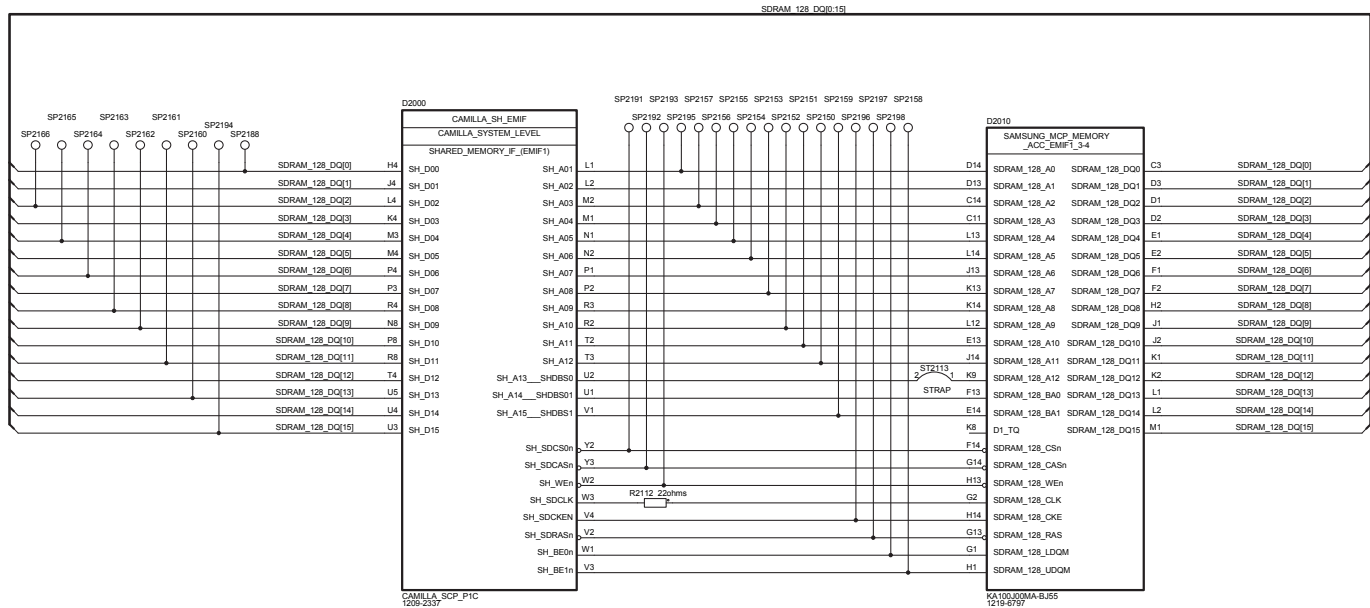 SDRAM_128_DQ[0:15]
SP2194
SP2165 SP2163 SP2161
SP2166 SP2164 SP2162 SP2160 SP2188
SP2191 SP2193 SP2157 SP2155 SP2153 SP2151 SP2159 SP2197 SP2158
SP2192 SP2195 SP2156 SP2154 SP2152 SP2150 SP2196 SP2198
D2000
CAMILLA_SH_EMIF
CAMILLA_SYSTEM_LEVEL
SHARED_MEMORY_IF_(EMIF1)
D2010
SAMSUNG_MCP_MEMORY
_ACC_EMIF1_3-4
SDRAM_128_DQ[0] H4 SH_D00 SH_A01 L1 D14 SDRAM_128_A0 SDRAM_128_DQ0 C3 SDRAM_128_DQ[0]
SDRAM_128_DQ[1] J4 SH_D01 SH_A02 L2 D13 SDRAM_128_A1 SDRAM_128_DQ1 D3 SDRAM_128_DQ[1]
SDRAM_128_DQ[2] L4 SH_D02 SH_A03 M2 C14 SDRAM_128_A2 SDRAM_128_DQ2 D1 SDRAM_128_DQ[2]
SDRAM_128_DQ[3] K4 SH_D03 SH_A04 M1 C11 SDRAM_128_A3 SDRAM_128_DQ3 D2 SDRAM_128_DQ[3]
SDRAM_128_DQ[4] M3 SH_D04 SH_A05 N1 L13 SDRAM_128_A4 SDRAM_128_DQ4 E1 SDRAM_128_DQ[4]
SDRAM_128_DQ[5] M4 SH_D05 SH_A06 N2 L14 SDRAM_128_A5 SDRAM_128_DQ5 E2 SDRAM_128_DQ[5]
SDRAM_128_DQ[6] P4 SH_D06 SH_A07 P1 J13 SDRAM_128_A6 SDRAM_128_DQ6 F1 SDRAM_128_DQ[6]
SDRAM_128_DQ[7] P3 SH_D07 SH_A08 P2 K13 SDRAM_128_A7 SDRAM_128_DQ7 F2 SDRAM_128_DQ[7]
SDRAM_128_DQ[8] R4 SH_D08 SH_A09 R3 K14 SDRAM_128_A8 SDRAM_128_DQ8 H2 SDRAM_128_DQ[8]
SDRAM_128_DQ[9] N8 SH_D09 SH_A10 R2 L12 SDRAM_128_A9 SDRAM_128_DQ9 J1 SDRAM_128_DQ[9]
SDRAM_128_DQ[10] P8 SH_D10 SH_A11 T2 E13 SDRAM_128_A10 SDRAM_128_DQ10 J2 SDRAM_128_DQ[10]
SDRAM_128_DQ[11] R8 SH_D11 SH_A12 T3 J14 SDRAM_128_A11 SDRAM_128_DQ11 K1 SDRAM_128_DQ[11]
SDRAM_128_DQ[12] T4 SH_D12 SH_A13___SHDBS0 U2 2 ST2113 1 K9 SDRAM_128_A12 SDRAM_128_DQ12 K2 SDRAM_128_DQ[12]
STRAP
SDRAM_128_DQ[13] U5 SH_D13 SH_A14___SHDBS01 U1 F13 SDRAM_128_BA0 SDRAM_128_DQ13 L1 SDRAM_128_DQ[13]
SDRAM_128_DQ[14] U4 SH_D14 SH_A15___SHDBS1 V1 E14 SDRAM_128_BA1 SDRAM_128_DQ14 L2 SDRAM_128_DQ[14]
SDRAM_128_DQ[15] U3 SH_D15 K8 D1_TQ SDRAM_128_DQ15 M1 SDRAM_128_DQ[15]
SH_SDCS0n Y2 F14 SDRAM_128_CSn
SH_SDCASn Y3 G14 SDRAM_128_CASn
SH_WEn W2 H13 SDRAM_128_WEn
SH_SDCLK W3 R2112 22ohms G2 SDRAM_128_CLK
SH_SDCKEN V4 H14 SDRAM_128_CKE
SH_SDRASn V2 G13 SDRAM_128_RAS
SH_BE0n W1 G1 SDRAM_128_LDQM
SH_BE1n V3 H1 SDRAM_128_UDQM
CAMILLA_SCP_P1C
1209-2337
KA100J00MA-BJ55
1219-6797